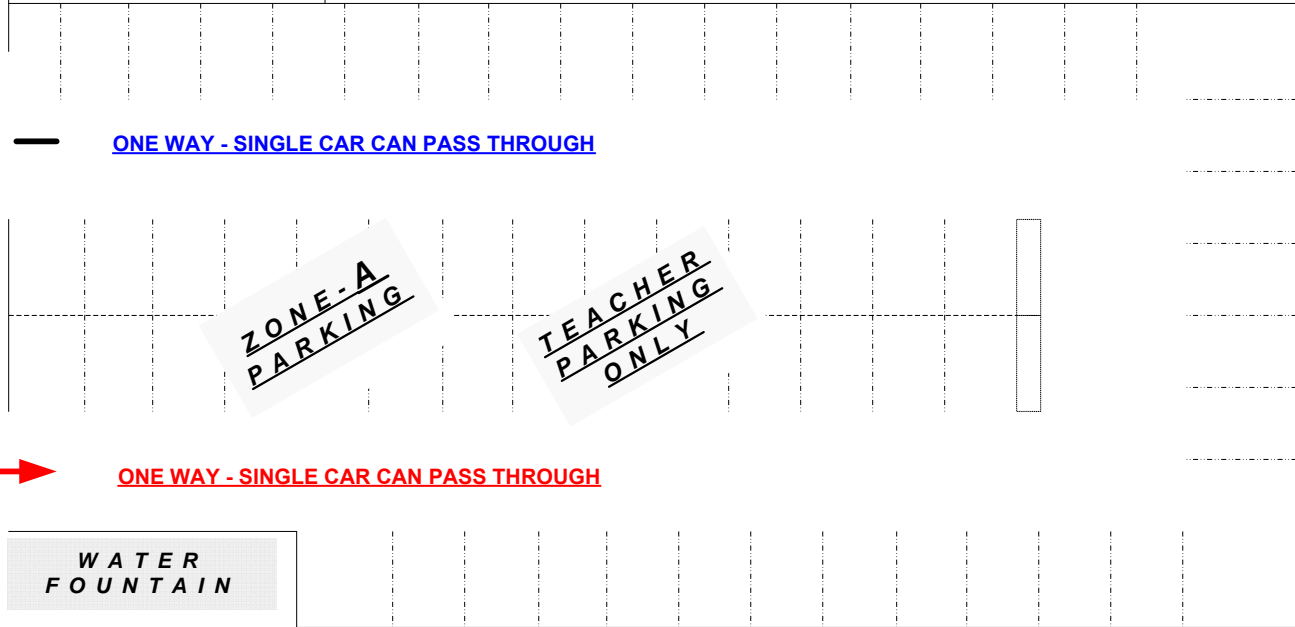 ONE WAY - SINGLE CAR CAN PASS THROUGH
ZONE-A
PARKING
TEACHER
PARKING
ONLY
ONE WAY - SINGLE CAR CAN PASS THROUGH
WATER
FOUNTAIN